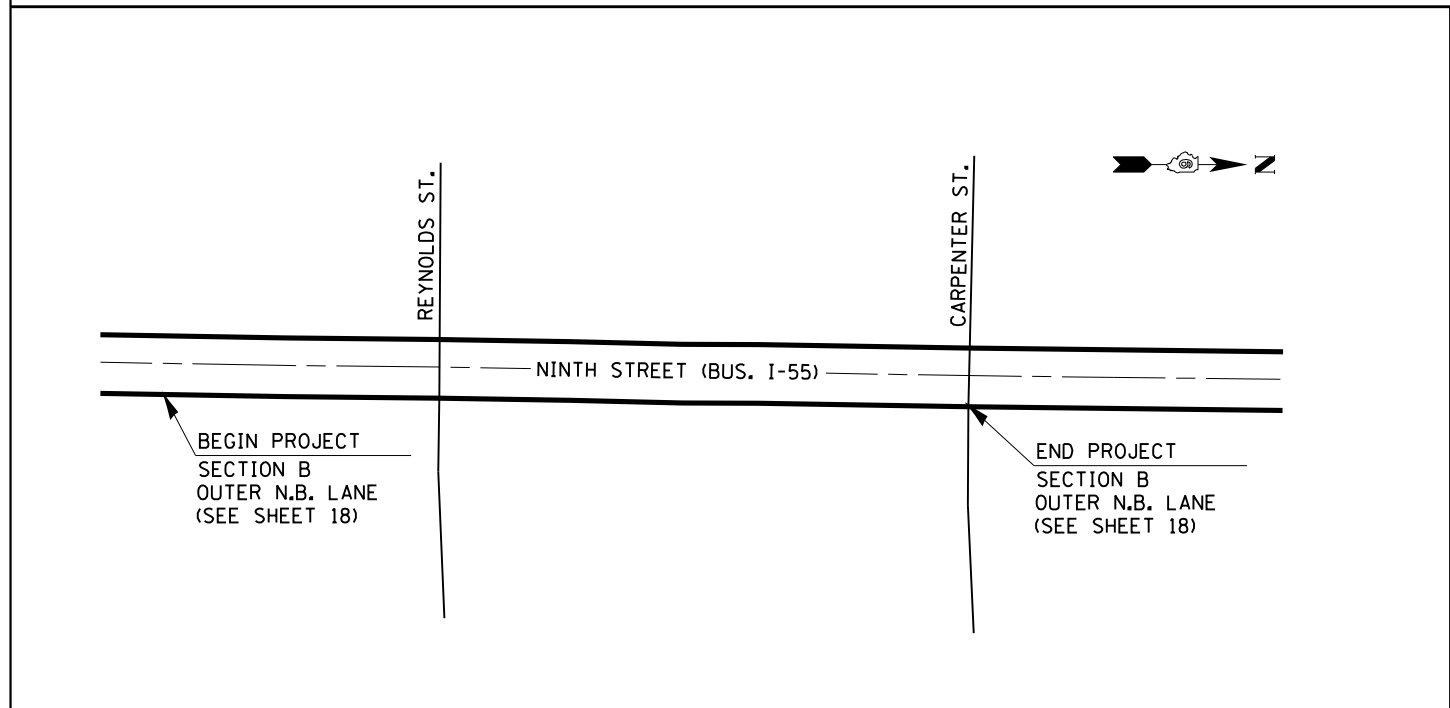 REYNOLDS ST.
CARPENTER ST.
N
NINTH STREET (BUS. I-55)
BEGIN PROJECT
SECTION B
OUTER N.B. LANE
(SEE SHEET 18)
END PROJECT
SECTION B
OUTER N.B. LANE
(SEE SHEET 18)